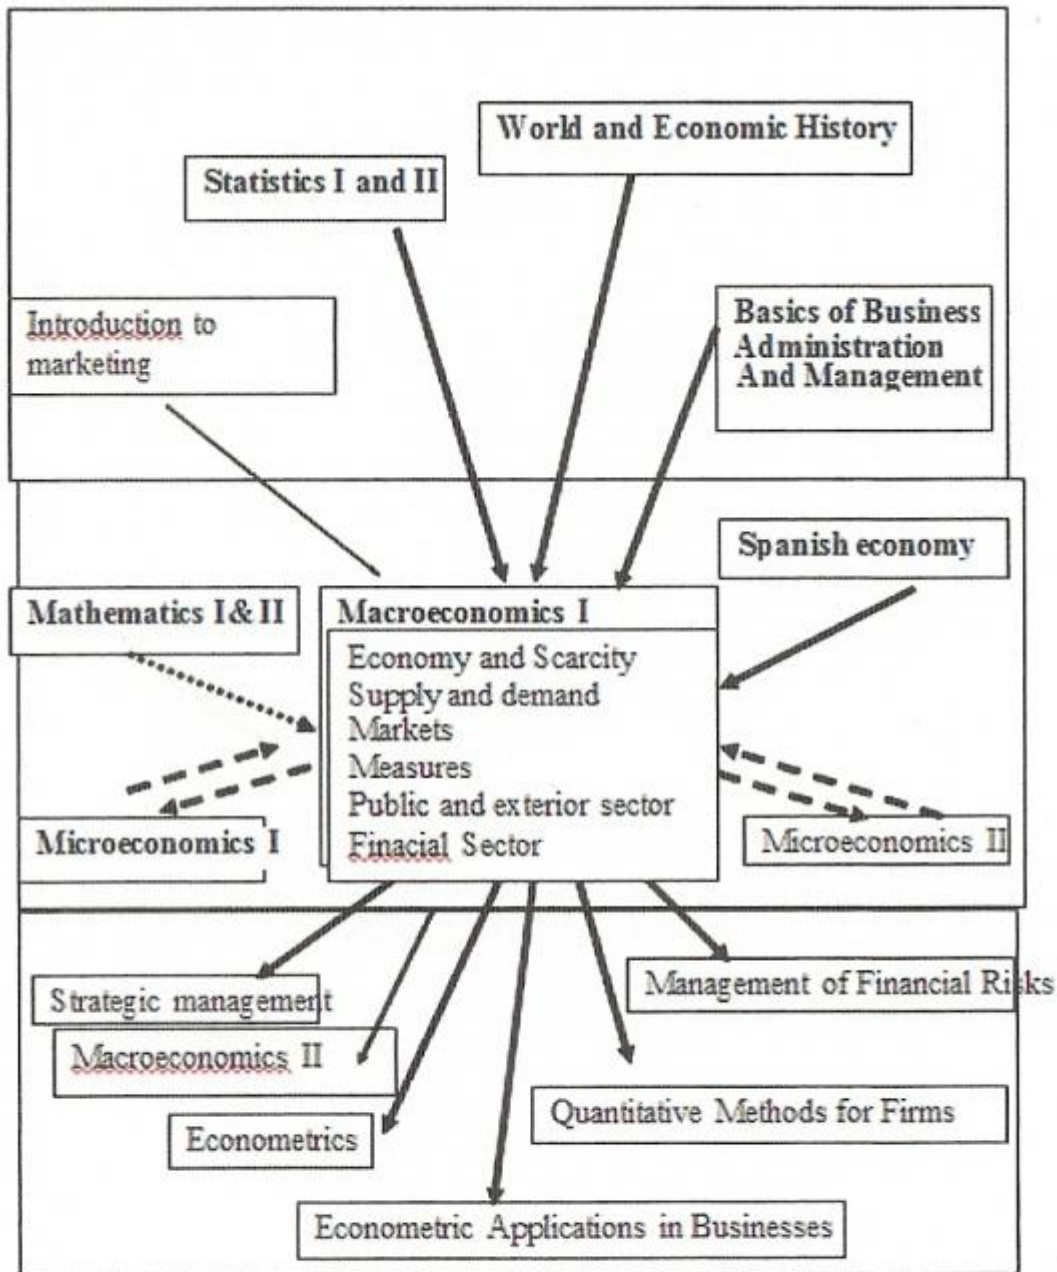 World and Economic History
Statistics I and II
Basics of Business
Administration
And Management
Introduction to
marketing
Spanish economy
Mathematics I & II
Macroeconomics I
Economy and Scarcity
Supply and demand
Markets
Measures
Public and exterior sector
Finacial Sector
Microeconomics I
Microeconomics II
Strategic management
Management of Financial Risks
Macroeconomics II
Quantitative Methods for Firms
Econometrics
Econometric Applications in Businesses